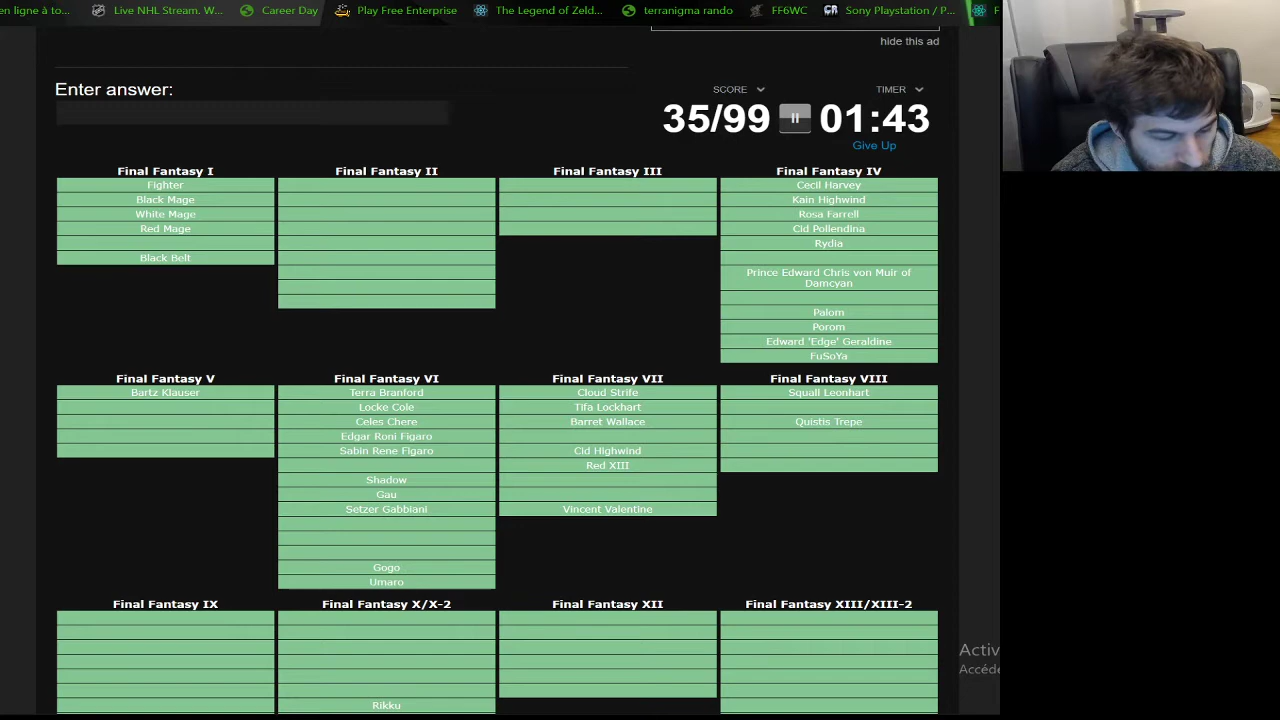 en ligne à to...
Live NHL Stream. W...
Career Day
Play Free Enterprise
The Legend of Zeld...
terranigma rando
FF6WC
Sony Playstation / P...
F
hide this ad
Enter answer:
SCORE
TIMER
35/99
01:43
Give Up
Final Fantasy I
Final Fantasy II
Final Fantasy III
Final Fantasy IV
Fighter
Black Mage
White Mage
Red Mage
Black Belt
Cecil Harvey
Kain Highwind
Rosa Farrell
Cid Pollendina
Rydia
Prince Edward Chris von Muir of
Damcyan
Palom
Porom
Edward 'Edge' Geraldine
FuSoYa
Final Fantasy V
Final Fantasy VI
Final Fantasy VII
Final Fantasy VIII
Bartz Klauser
Terra Branford
Locke Cole
Celes Chere
Edgar Roni Figaro
Sabin Rene Figaro
Shadow
Gau
Setzer Gabbiani
Gogo
Umaro
Cloud Strife
Tifa Lockhart
Barret Wallace
Cid Highwind
Red XIII
Vincent Valentine
Squall Leonhart
Quistis Trepe
Final Fantasy IX
Final Fantasy X/X-2
Final Fantasy XII
Final Fantasy XIII/XIII-2
Rikku
Activ
Accéde